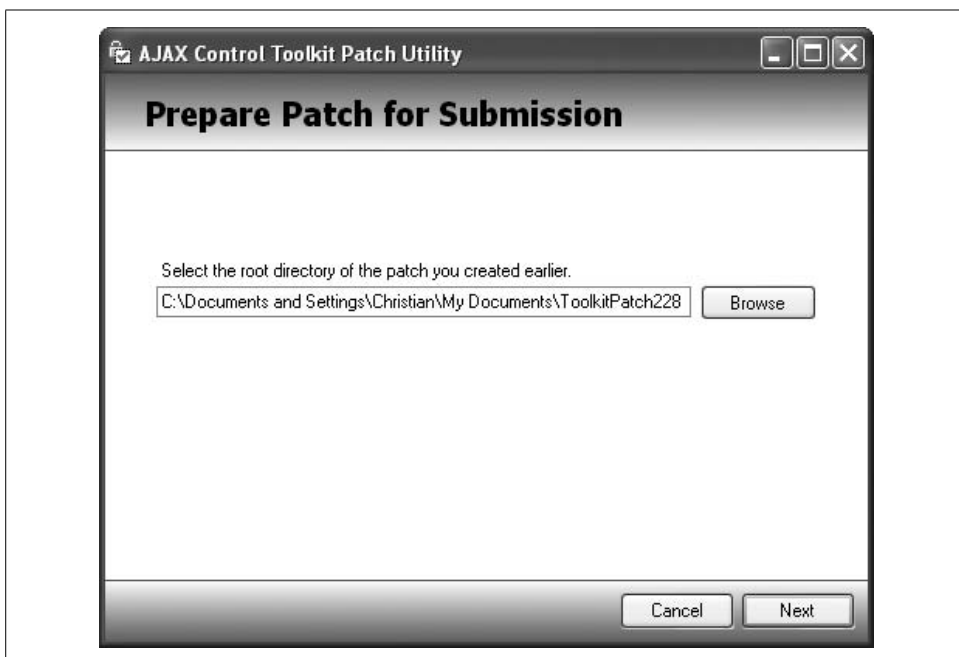 AJAX Control Toolkit Patch Utility
Prepare Patch for Submission
Select the root directory of the patch you created earlier.
C:\Documents and Settings\Christian\My Documents\ToolkitPatch228
Browse
Cancel
Next